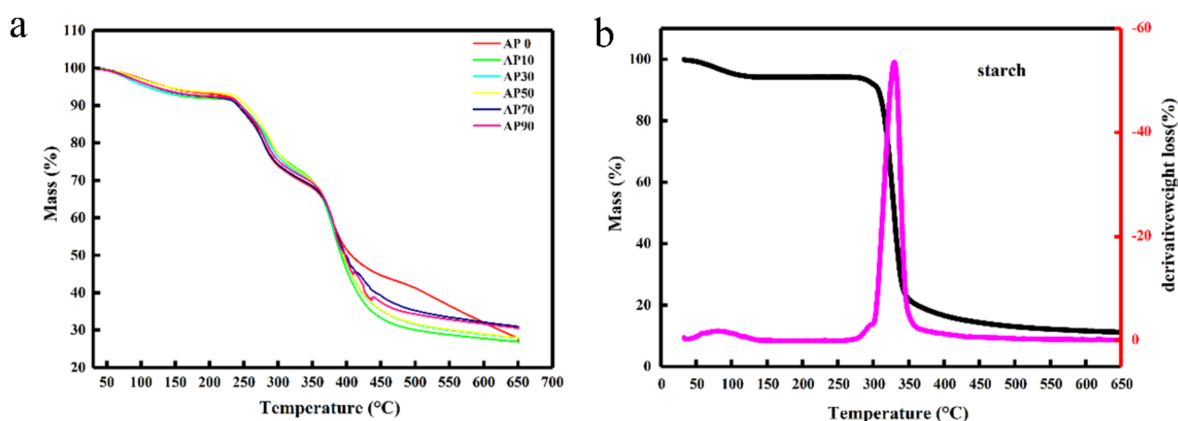 a
110
100
90
80
70
60
50
40
30
20
Mass (%)
50 100 150 200 250 300 350 400 450 500 550 600 650 700
Temperature (°C)
AP 0
AP10
AP30
AP50
AP70
AP90
b
100
80
60
40
20
0
Mass (%)
0 50 100 150 200 250 300 350 400 450 500 550 600 650
Temperature (°C)
starch
-60
-40
-20
0
derivativeweight loss(%)